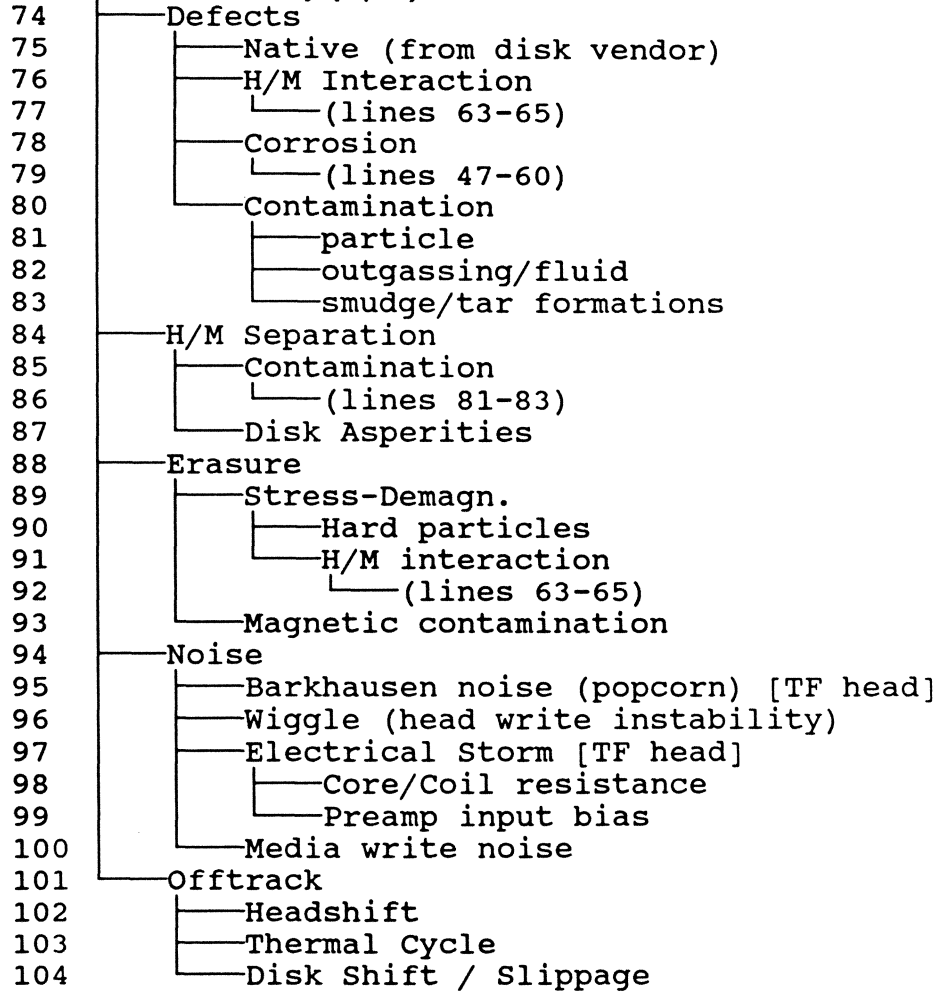 74 Defects
75 Native (from disk vendor)
76 H/M Interaction
77 (lines 63-65)
78 Corrosion
79 (lines 47-60)
80 Contamination
81 particle
82 outgassing/fluid
83 smudge/tar formations
84 H/M Separation
85 Contamination
86 (lines 81-83)
87 Disk Asperities
88 Erasure
89 Stress-Demagn.
90 Hard particles
91 H/M interaction
92 (lines 63-65)
93 Magnetic contamination
94 Noise
95 Barkhausen noise (popcorn) [TF head]
96 Wiggle (head write instability)
97 Electrical Storm [TF head]
98 Core/Coil resistance
99 Preamp input bias
100 Media write noise
101 Offtrack
102 Headshift
103 Thermal Cycle
104 Disk Shift / Slippage